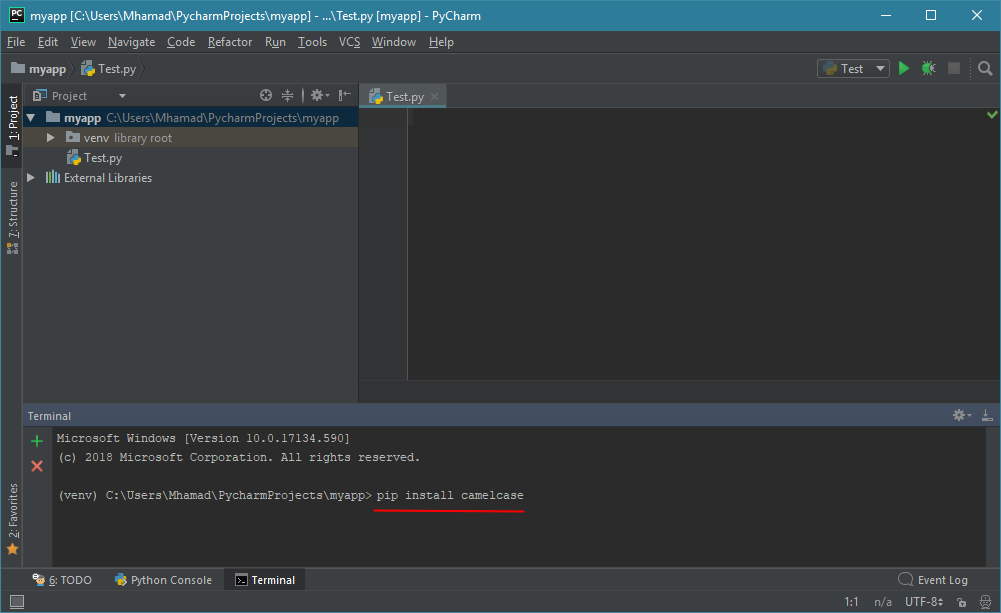 PC myapp [C:\Users\Mhamad\PycharmProjects\myapp] - ...\Test.py [myapp] - PyCharm
File Edit View Navigate Code Refactor Run Tools VCS Window Help
myapp Test.py Test
1: Project
Project
Test.py
myapp C:\Users\Mhamad\PycharmProjects\myapp
venv library root
Test.py
External Libraries
7: Structure
Terminal
Microsoft Windows [Version 10.0.17134.590]
(c) 2018 Microsoft Corporation. All rights reserved.
(venv) C:\Users\Mhamad\PycharmProjects\myapp> pip install camelcase
2: Favorites
6: TODO Python Console Terminal Event Log
1:1 n/a UTF-8